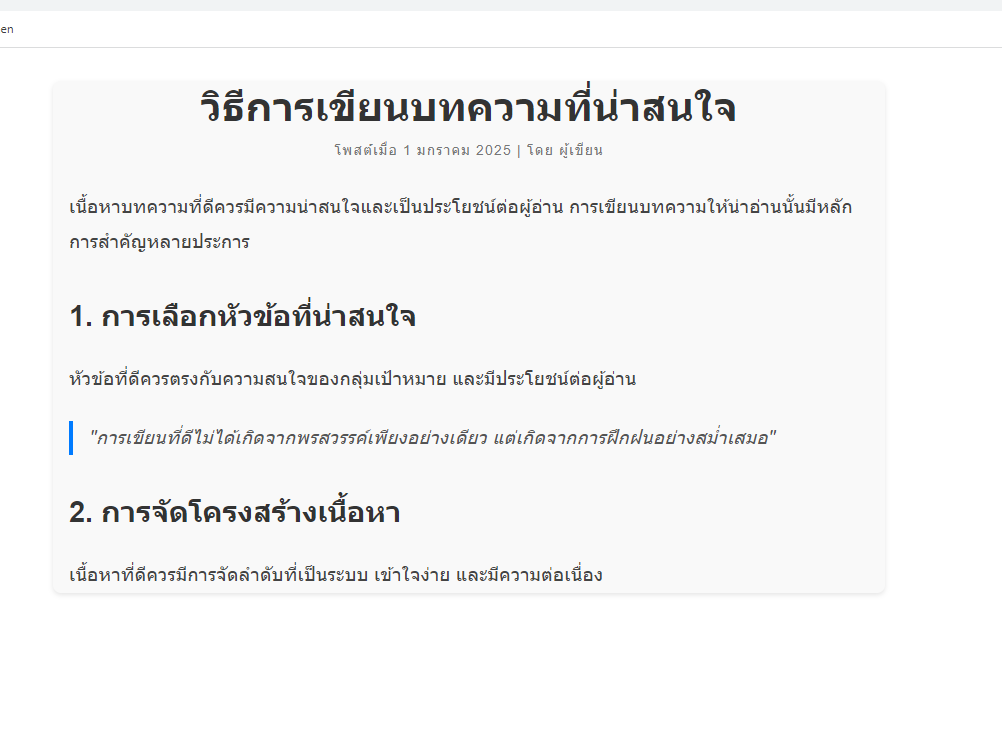 en
วิธีการเขียนบทความที่น่าสนใจ
โพสต์เมื่อ 1 มกราคม 2025 | โดย ผู้เขียน
เนื้อหาบทความที่ดีควรมีความน่าสนใจและเป็นประโยชน์ต่อผู้อ่าน การเขียนบทความให้น่าอ่านนั้นมีหลัก
การสำคัญหลายประการ
1. การเลือกหัวข้อที่น่าสนใจ
หัวข้อที่ดีควรตรงกับความสนใจของกลุ่มเป้าหมาย และมีประโยชน์ต่อผู้อ่าน
"การเขียนที่ดีไม่ได้เกิดจากพรสวรรค์เพียงอย่างเดียว แต่เกิดจากการฝึกฝนอย่างสม่ำเสมอ"
2. การจัดโครงสร้างเนื้อหา
เนื้อหาที่ดีควรมีการจัดลำดับที่เป็นระบบ เข้าใจง่าย และมีความต่อเนื่อง